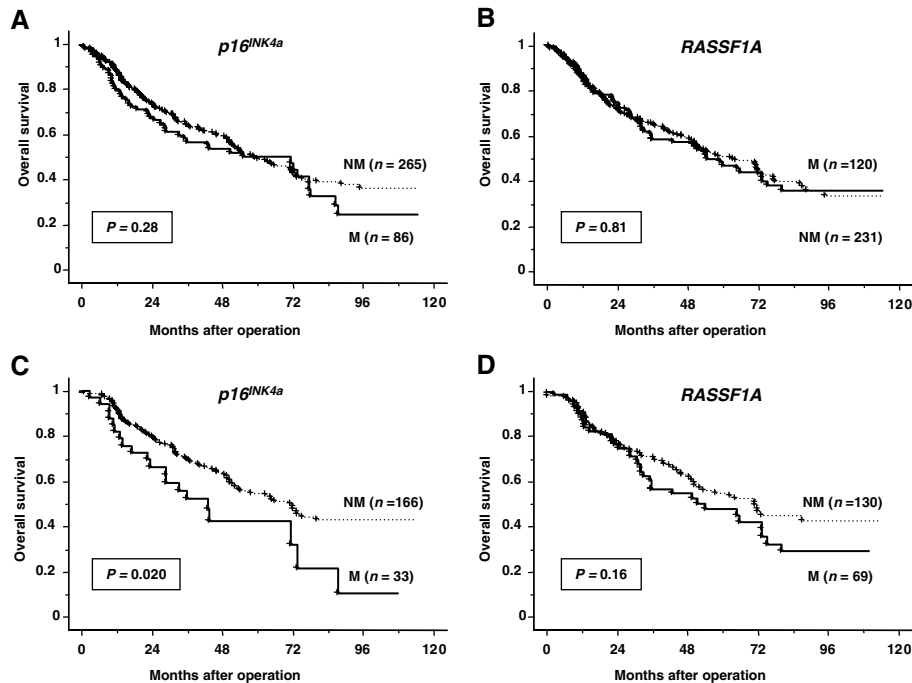 A
p16INK4a
Overall survival
1
0.8
0.6
0.4
0.2
0
NM (n = 265)
P = 0.28
M (n = 86)
0 24 48 72 96 120
Months after operation
B
RASSF1A
Overall survival
1
0.8
0.6
0.4
0.2
0
M (n = 120)
P = 0.81
NM (n = 231)
0 24 48 72 96 120
Months after operation
C
p16INK4a
Overall survival
1
0.8
0.6
0.4
0.2
0
NM (n =166)
P = 0.020
M (n = 33)
0 24 48 72 96 120
Months after operation
D
RASSF1A
Overall survival
1
0.8
0.6
0.4
0.2
0
NM (n =130)
P = 0.16
M (n = 69)
0 24 48 72 96 120
Months after operation